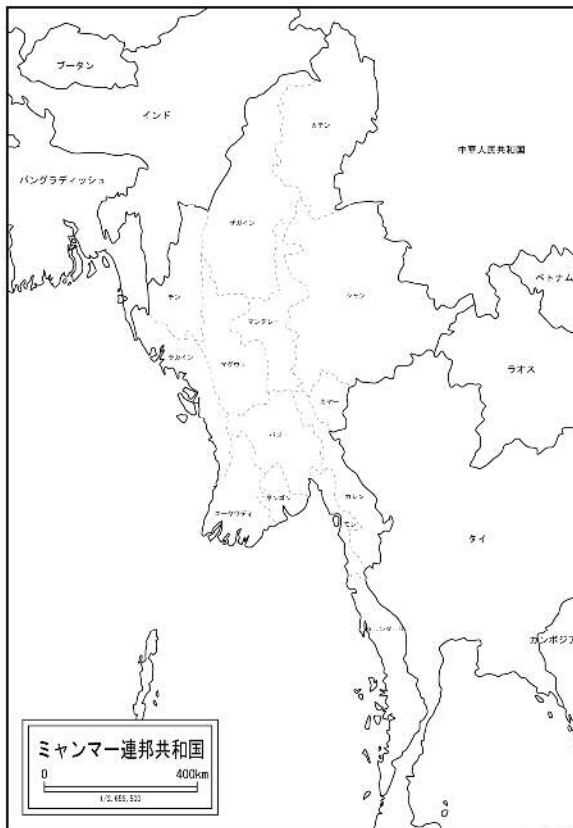 ブータン
インド
カチン
中華人民共和国
バングラディッシュ
ザガイン
ベトナム
チン
シャン
マンダレー
ラカイン
マグウェ
ラオス
カヤー
バゴー
カレン
ヤンゴン
エーヤワディ
モン
タイ
カンボジア
ミャンマー連邦共和国
0 400km